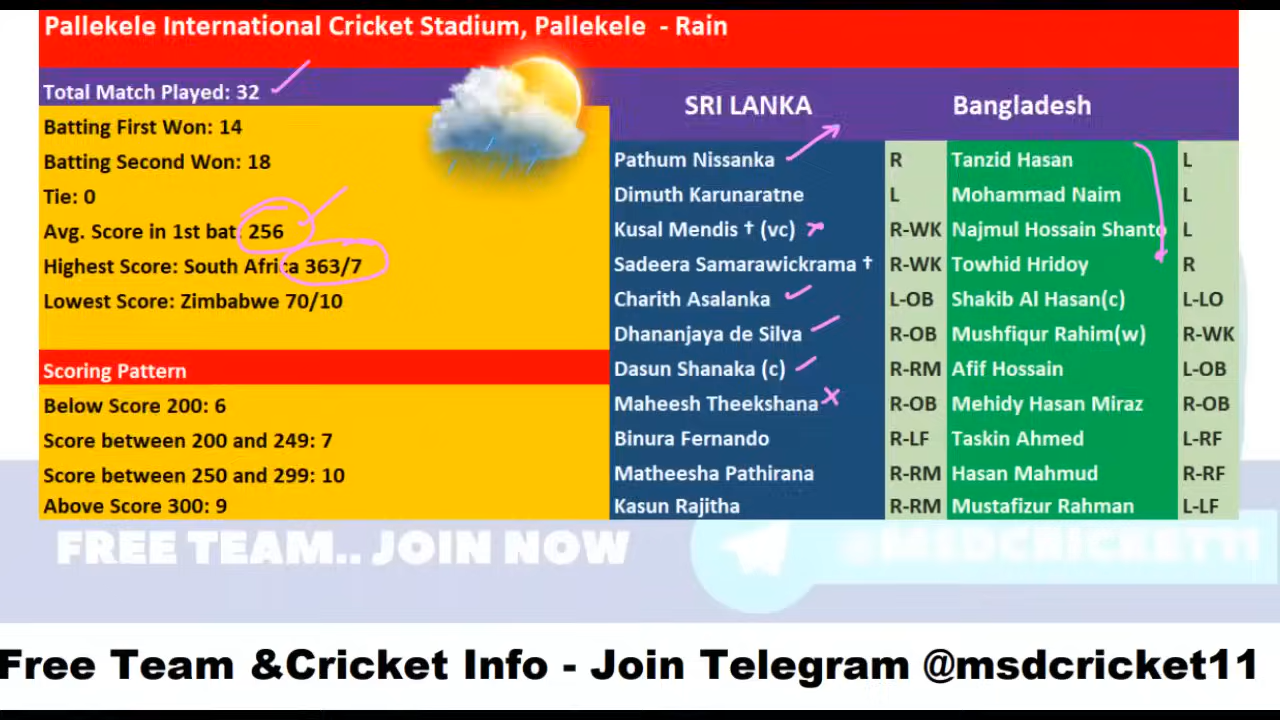 Pallekele International Cricket Stadium, Pallekele - Rain
Total Match Played: 32
Batting First Won: 14
Batting Second Won: 18
Tie: 0
Avg. Score in 1st bat: 256
Highest Score: South Africa 363/7
Lowest Score: Zimbabwe 70/10
Scoring Pattern
Below Score 200: 6
Score between 200 and 249: 7
Score between 250 and 299: 10
Above Score 300: 9
SRI LANKA Bangladesh
Pathum Nissanka R Tanzid Hasan L
Dimuth Karunaratne L Mohammad Naim L
Kusal Mendis † (vc) R-WK Najmul Hossain Shanto L
Sadeera Samarawickrama † R-WK Towhid Hridoy R
Charith Asalanka L-OB Shakib Al Hasan(c) L-LO
Dhananjaya de Silva R-OB Mushfiqur Rahim(w) R-WK
Dasun Shanaka (c) R-RM Afif Hossain L-OB
Maheesh Theekshana R-OB Mehidy Hasan Miraz R-OB
Binura Fernando R-LF Taskin Ahmed L-RF
Matheesha Pathirana R-RM Hasan Mahmud R-RF
Kasun Rajitha R-RM Mustafizur Rahman L-LF
FREE TEAM.. JOIN NOW @MSDCRICKET11
Free Team &Cricket Info - Join Telegram @msdcricket11